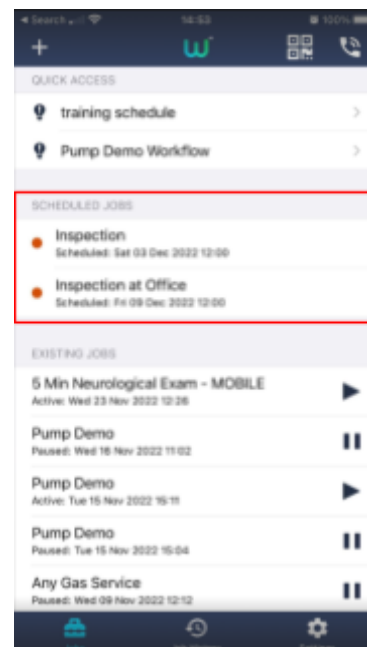 Search
14:53
100%
QUICK ACCESS
training schedule
Pump Demo Workflow
SCHEDULED JOBS
Inspection
Scheduled: Sat 03 Dec 2022 12:00
Inspection at Office
Scheduled: Fri 09 Dec 2022 12:00
EXISTING JOBS
5 Min Neurological Exam - MOBILE
Active: Wed 23 Nov 2022 12:26
Pump Demo
Paused: Wed 16 Nov 2022 11:02
Pump Demo
Active: Tue 15 Nov 2022 15:11
Pump Demo
Paused: Tue 15 Nov 2022 15:04
Any Gas Service
Paused: Wed 09 Nov 2022 12:12